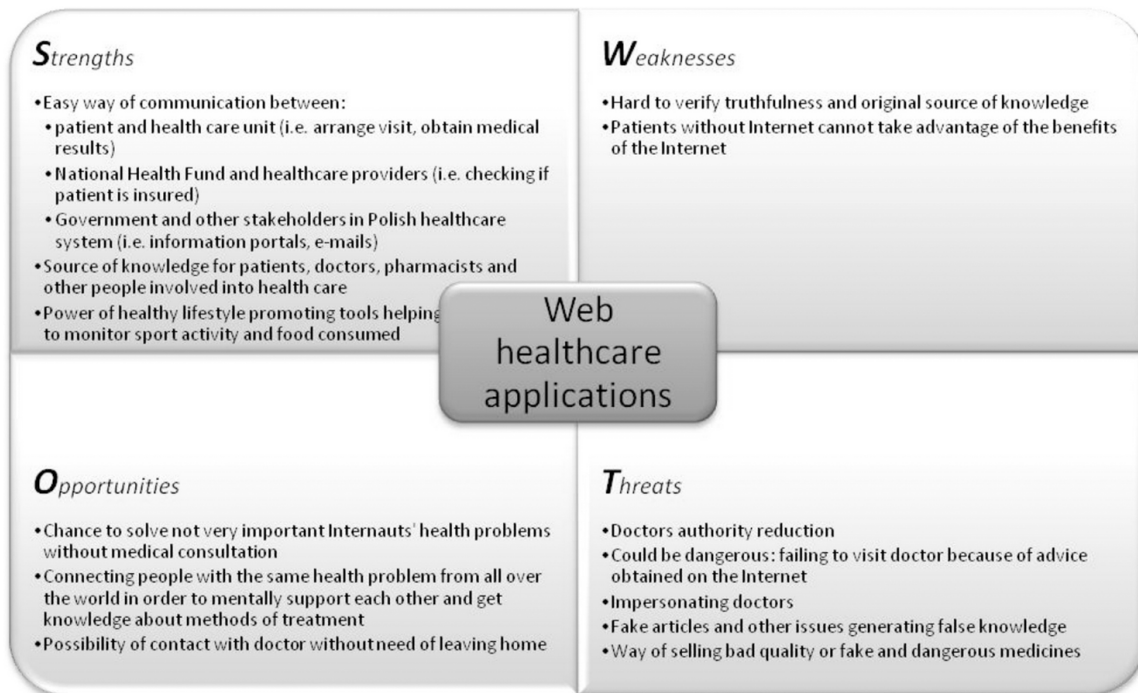 Strengths
•Easy way of communication between:
•patient and health care unit (i.e. arrange visit, obtain medical
results)
•National Health Fund and healthcare providers (i.e. checking if
patient is insured)
•Government and other stakeholders in Polish healthcare
system (i.e. information portals, e-mails)
•Source of knowledge for patients, doctors, pharmacists and
other people involved into health care
•Power of healthy lifestyle promoting tools helping
to monitor sport activity and food consumed
Weaknesses
•Hard to verify truthfulness and original source of knowledge
•Patients without Internet cannot take advantage of the benefits
of the Internet
Web
healthcare
applications
Opportunities
•Chance to solve not very important Internauts' health problems
without medical consultation
•Connecting people with the same health problem from all over
the world in order to mentally support each other and get
knowledge about methods of treatment
•Possibility of contact with doctor without need of leaving home
Threats
•Doctors authority reduction
•Could be dangerous: failing to visit doctor because of advice
obtained on the Internet
•Impersonating doctors
•Fake articles and other issues generating false knowledge
•Way of selling bad quality or fake and dangerous medicines